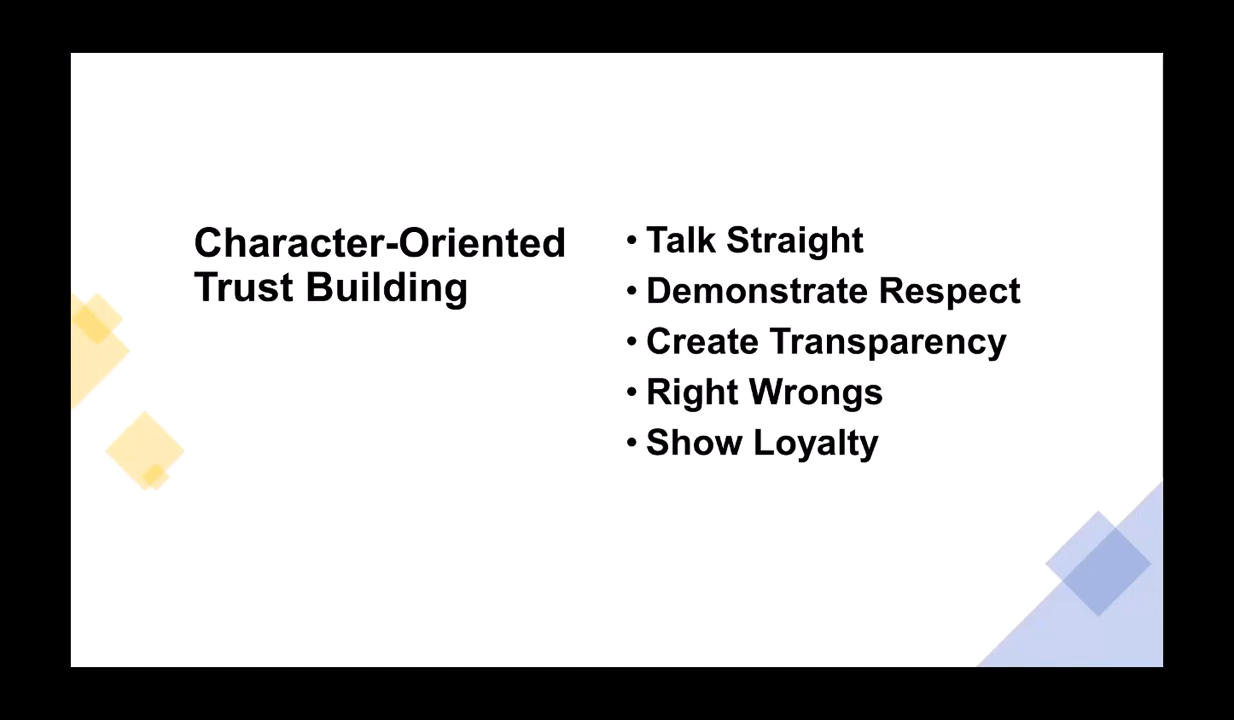 Character-Oriented
Trust Building
• Talk Straight
• Demonstrate Respect
• Create Transparency
• Right Wrongs
• Show Loyalty